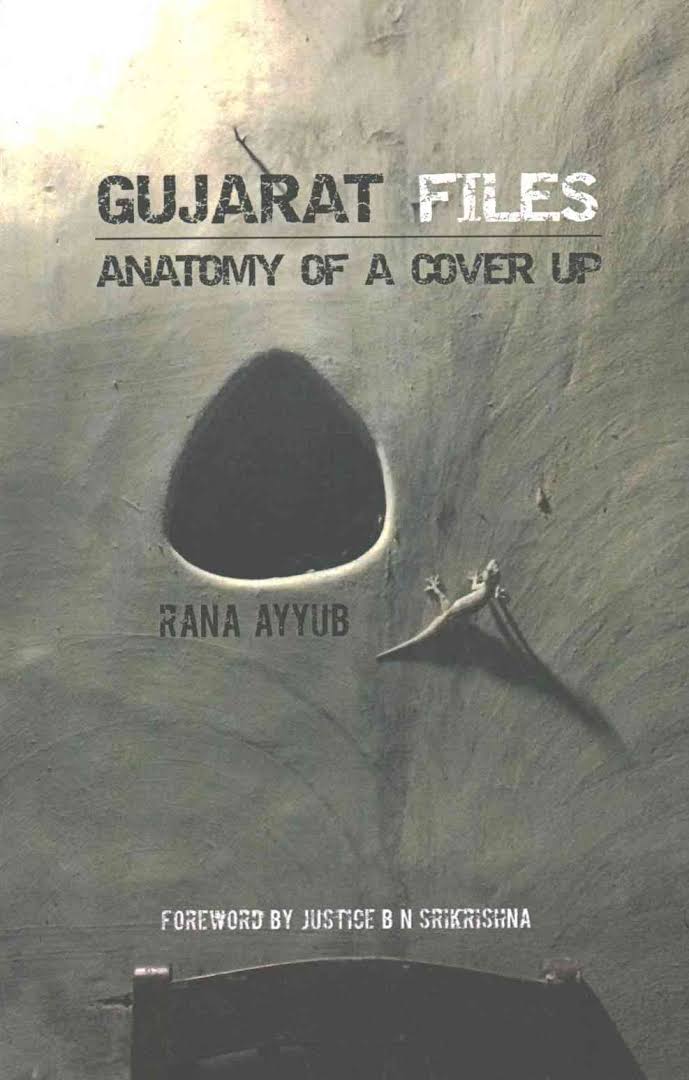 GUJARAT FILES
ANATOMY OF A COVER UP
RANA AYYUB
FOREWORD BY JUSTICE B N SRIKRISHNA